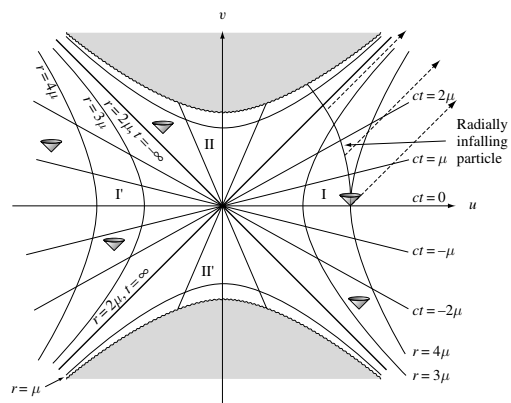 v
r = 4μ
r = 3μ
r = 2μ, t = –∞
II
ct = 2μ
Radially
infalling
particle
ct = μ
I'
I
ct = 0
u
ct = –μ
II'
r = 2μ, t = ∞
ct = –2μ
r = 4μ
r = 3μ
r = μ